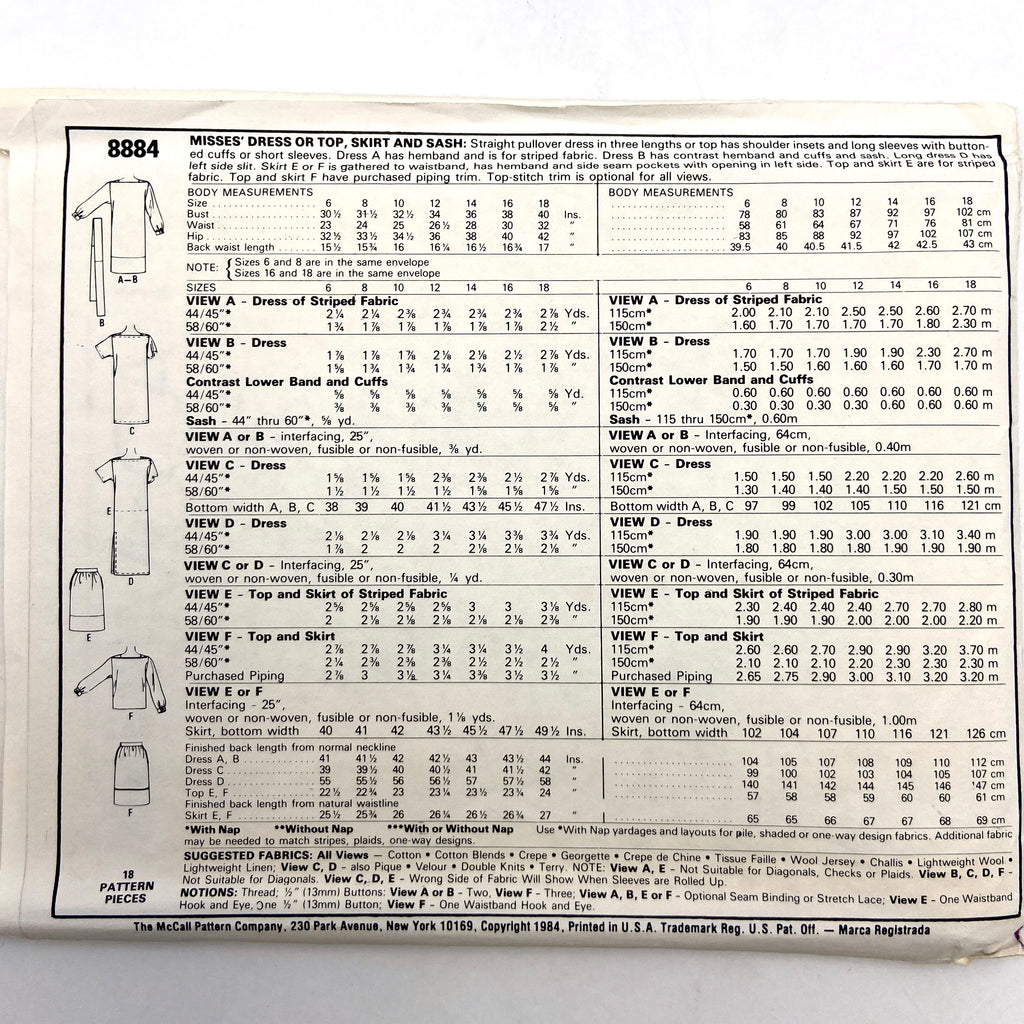 8884
MISSES' DRESS OR TOP, SKIRT AND SASH: Straight pullover dress in three lengths or top has shoulder insets and long sleeves with button-
ed cuffs or short sleeves. Dress A has hemband and is for striped fabric. Dress B has contrast hemband and cuffs and sash. Long dress D has
left side slit. Skirt E or F is gathered to waistband, has hemband and side seam pockets with opening in left side. Top and skirt E are for striped
fabric. Top and skirt F have purchased piping trim. Top-stitch trim is optional for all views.
BODY MEASUREMENTS BODY MEASUREMENTS
Size 6 8 10 12 14 16 18 6 8 10 12 14 16 18
Bust 30½ 31½ 32½ 34 36 38 40 Ins. 78 80 83 87 92 97 102 cm
Waist 23 24 25 26½ 28 30 32 " 58 61 64 67 71 76 81 cm
Hip 32½ 33½ 34½ 36 38 40 42 " 83 85 88 92 97 102 107 cm
Back waist length 15½ 15¾ 16 16¼ 16½ 16¾ 17 " 39.5 40 40.5 41.5 42 42.5 43 cm
NOTE: { Sizes 6 and 8 are in the same envelope
Sizes 16 and 18 are in the same envelope
SIZES 6 8 10 12 14 16 18 6 8 10 12 14 16 18
VIEW A - Dress of Striped Fabric VIEW A - Dress of Striped Fabric
44/45"* 2¼ 2¼ 2⅜ 2¾ 2¾ 2¾ 2⅞ Yds. 115cm* 2.00 2.10 2.10 2.50 2.50 2.60 2.70 m
58/60"* 1¾ 1⅞ 1⅞ 1⅞ 1⅞ 1⅞ 2½ " 150cm* 1.60 1.70 1.70 1.70 1.70 1.80 2.30 m
VIEW B - Dress VIEW B - Dress
44/45"* 1⅞ 1⅞ 1⅞ 2⅛ 2⅛ 2½ 2⅞ Yds. 115cm* 1.70 1.70 1.70 1.90 1.90 2.30 2.70 m
58/60"* 1⅝ 1¾ 1¾ 1¾ 1¾ 1⅞ 1⅞ " 150cm* 1.50 1.50 1.60 1.60 1.60 1.70 1.70 m
Contrast Lower Band and Cuffs Contrast Lower Band and Cuffs
44/45"* ⅝ ⅝ ⅝ ⅝ ⅝ ⅝ ⅝ Yd. 115cm* 0.60 0.60 0.60 0.60 0.60 0.60 0.60 m
58/60"* ⅜ ⅜ ⅜ ⅜ ⅝ ⅝ ⅝ " 150cm* 0.30 0.30 0.30 0.30 0.60 0.60 0.60 m
Sash - 44" thru 60"*, ⅝ yd. Sash - 115 thru 150cm*, 0.60m
VIEW A or B - interfacing, 25", VIEW A or B - Interfacing, 64cm,
woven or non-woven, fusible or non-fusible, ⅜ yd. woven or non-woven, fusible or non-fusible, 0.40m
VIEW C - Dress VIEW C - Dress
44/45"* 1⅝ 1⅝ 1⅝ 2⅜ 2⅜ 2½ 2⅞ Yds. 115cm* 1.50 1.50 1.50 2.20 2.20 2.20 2.60 m
58/60"* 1½ 1½ 1½ 1½ 1⅝ 1⅝ 1⅝ " 150cm* 1.30 1.40 1.40 1.40 1.50 1.50 1.50 m
Bottom width A, B, C 38 39 40 41½ 43½ 45½ 47½ Ins. Bottom width A, B, C 97 99 102 105 110 116 121 cm
VIEW D - Dress VIEW D - Dress
44/45"* 2⅛ 2⅛ 2⅛ 3¼ 3¼ 3⅜ 3¾ Yds. 115cm* 1.90 1.90 1.90 3.00 3.00 3.10 3.40 m
58/60"* 1⅞ 2 2 2 2⅛ 2⅛ 2⅛ " 150cm* 1.80 1.80 1.80 1.80 1.90 1.90 1.90 m
VIEW C or D - Interfacing, 25", VIEW C or D - Interfacing, 64cm,
woven or non-woven, fusible or non-fusible, ¼ yd. woven or non-woven, fusible or non-fusible, 0.30m
VIEW E - Top and Skirt of Striped Fabric VIEW E - Top and Skirt of Striped Fabric
44/45"* 2⅝ 2⅝ 2⅝ 2⅝ 3 3 3⅛ Yds. 115cm* 2.30 2.40 2.40 2.40 2.70 2.70 2.80 m
58/60"* 2 2⅛ 2⅛ 2⅛ 2⅛ 2⅛ 2⅜ " 150cm* 1.90 1.90 1.90 2.00 2.00 2.00 2.20 m
VIEW F - Top and Skirt VIEW F - Top and Skirt
44/45"* 2⅞ 2⅞ 2⅞ 3¼ 3¼ 3½ 4 Yds. 115cm* 2.60 2.60 2.70 2.90 2.90 3.20 3.70 m
58/60"* 2¼ 2⅜ 2⅜ 2⅜ 2½ 2½ 2½ " 150cm* 2.10 2.10 2.10 2.20 2.30 2.30 2.30 m
Purchased Piping 2⅞ 3 3⅛ 3¼ 3⅜ 3½ 3½ " Purchased Piping 2.65 2.75 2.90 3.00 3.10 3.20 3.20 m
VIEW E or F VIEW E or F
Interfacing - 25", Interfacing - 64cm,
woven or non-woven, fusible or non-fusible, 1⅛ yds. woven or non-woven, fusible or non-fusible, 1.00m
Skirt, bottom width 40 41 42 43½ 45½ 47½ 49½ Ins. Skirt, bottom width 102 104 107 110 116 121 126 cm
Finished back length from normal neckline
Dress A, B 41 41½ 42 42½ 43 43½ 44 Ins. 104 105 107 108 109 110 112 cm
Dress C 39 39½ 40 40½ 41 41½ 42 " 99 100 102 103 104 105 107 cm
Dress D 55 55½ 56 56½ 57 57½ 58 " 140 141 142 144 145 146 147 cm
Top E, F 22½ 22¾ 23 23¼ 23½ 23¾ 24 " 57 58 58 59 60 60 61 cm
Finished back length from natural waistline
Skirt E, F 25½ 25¾ 26 26¼ 26½ 26¾ 27 " 65 65 66 67 67 68 69 cm
*With Nap **Without Nap ***With or Without Nap Use *With Nap yardages and layouts for pile, shaded or one-way design fabrics. Additional fabric
may be needed to match stripes, plaids, one-way designs.
SUGGESTED FABRICS: All Views — Cotton • Cotton Blends • Crepe • Georgette • Crepe de Chine • Tissue Faille • Wool Jersey • Challis • Lightweight Wool •
Lightweight Linen; View C, D - also Pique • Velour • Double Knits • Terry. NOTE: View A, E - Not Suitable for Diagonals, Checks or Plaids. View B, C, D, F -
Not Suitable for Diagonals. View C, D, E - Wrong Side of Fabric Will Show When Sleeves are Rolled Up.
NOTIONS: Thread; ½" (13mm) Buttons: View A or B - Two, View F - Three; View A, B, E or F - Optional Seam Binding or Stretch Lace; View E - One Waistband
Hook and Eye, One ½" (13mm) Button; View F - One Waistband Hook and Eye.
A-B
B
C
E
D
E
F
F
18
PATTERN
PIECES
The McCall Pattern Company, 230 Park Avenue, New York 10169, Copyright 1984, Printed in U.S.A. Trademark Reg. U.S. Pat. Off. — Marca Registrada